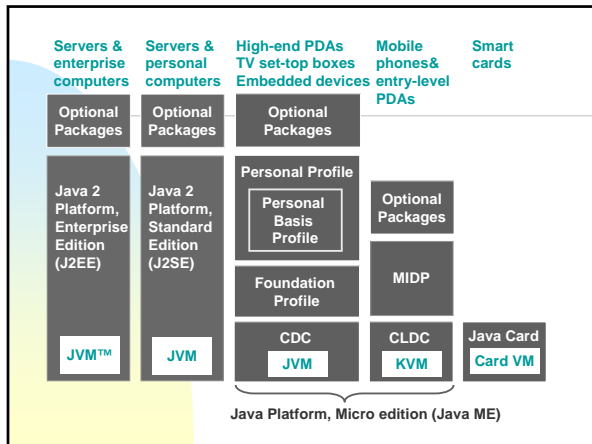 Servers &
enterprise
computers
Servers &
personal
computers
High-end PDAs
TV set-top boxes
Embedded devices
Mobile
phones&
entry-level
PDAs
Smart
cards
Optional
Packages
Java 2
Platform,
Enterprise
Edition
(J2EE)
JVM™
Optional
Packages
Java 2
Platform,
Standard
Edition
(J2SE)
JVM
Optional
Packages
Personal Profile
Personal
Basis
Profile
Foundation
Profile
CDC
JVM
Optional
Packages
MIDP
CLDC
KVM
Java Card
Card VM
Java Platform, Micro edition (Java ME)